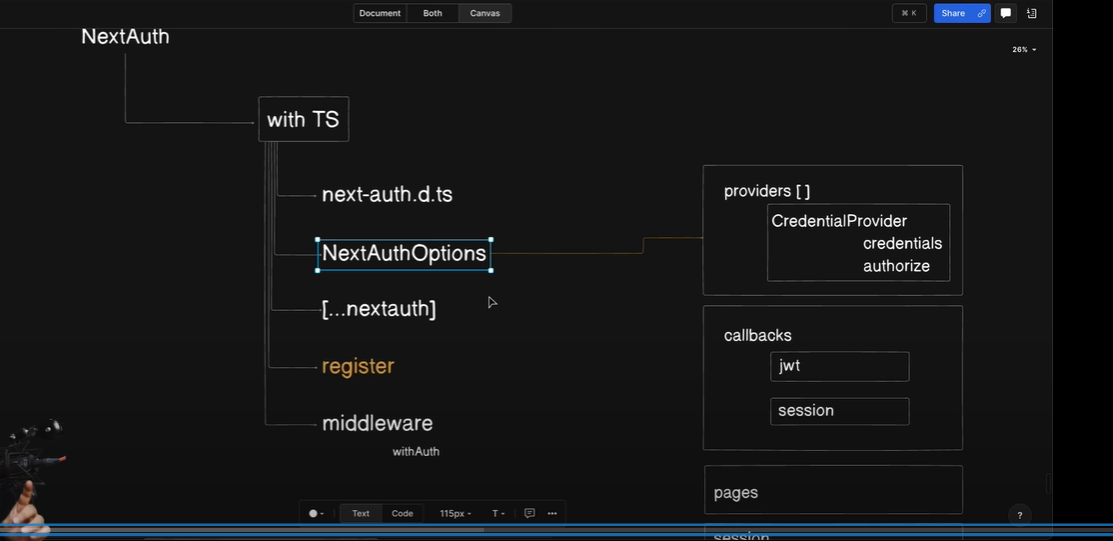 Document Both Canvas
⌘ K Share
NextAuth
26%
with TS
next-auth.d.ts
NextAuthOptions
[...nextauth]
register
middleware
withAuth
providers [ ]
CredentialProvider
credentials
authorize
callbacks
jwt
session
pages
session
Text Code 115px T ...
?